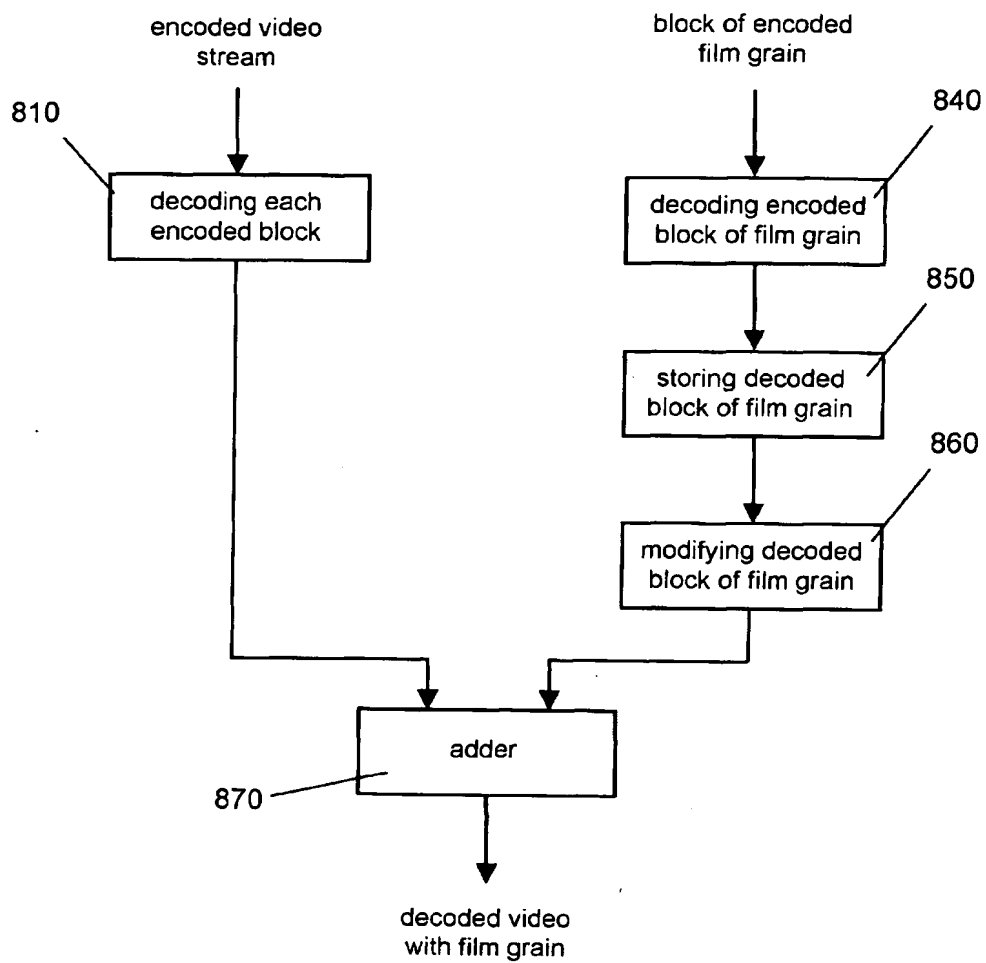 encoded video
stream
block of encoded
film grain
810
840
decoding each
encoded block
decoding encoded
block of film grain
850
storing decoded
block of film grain
860
modifying decoded
block of film grain
adder
870
decoded video
with film grain